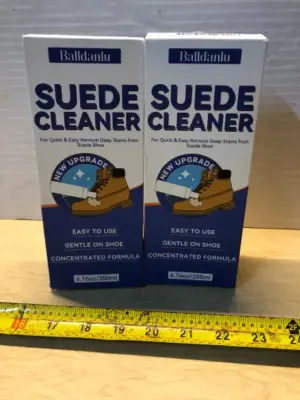 Balldanlu
SUEDE
CLEANER
For Quick & Easy Remove Deep Stains from
Suede Shoe
NEW UPGRADE
EASY TO USE
GENTLE ON SHOE
CONCENTRATED FORMULA
6.76oz/200ml
Balldanlu
SUEDE
CLEANER
For Quick & Easy Remove Deep Stains from
Suede Shoe
NEW UPGRADE
EASY TO USE
GENTLE ON SHOE
CONCENTRATED FORMULA
6.76oz/200ml
17 18 19 20 21 22 23 24